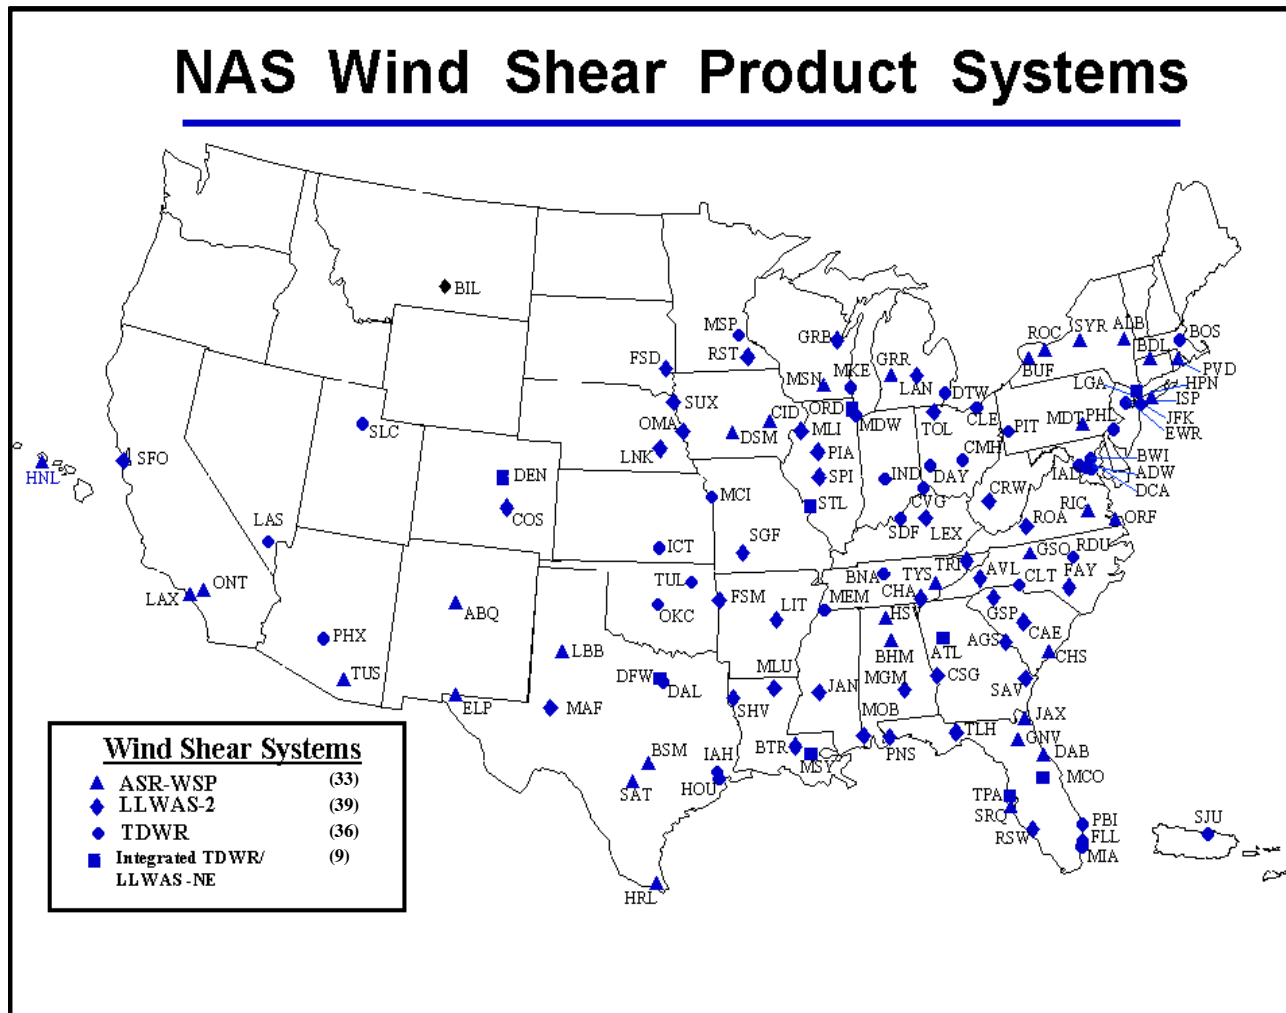 NAS Wind Shear Product Systems
BIL
MSP
RST
GRB
FSD
SUX
MSN
MKE
GRR
LAN
DTW
ROC
SYR
ALB
BDL
BOS
BUF
PVD
LGA
HPN
ISP
JFK
EWR
SLC
OMA
LNK
DSM
CID
ORD
MLI
MDW
TOL
CLE
PIT
MDT
PHL
PIA
SPI
IND
DAY
CMH
IAD
BWI
ADW
DCA
HNL
SFO
DEN
COS
MCI
STL
CVG
CRW
RIC
ORF
LAS
ICT
SGF
SDF
LEX
ROA
GSO
RDU
LAX
ONT
ABQ
TUL
OKC
FSM
LIT
BNA
MEM
TYS
TRI
CHA
AVL
CLT
FAY
HSV
GSP
CAE
PHX
TUS
ELP
LBB
MAF
DFW
DAL
MLU
SHV
JAN
BHM
MGM
ATL
CSG
AGS
CHS
SAV
BSM
SAT
IAH
HOU
BTR
MSY
MOB
PNS
TLH
JAX
GNV
DAB
MCO
TPA
SRQ
RSW
PBI
FLL
MIA
SJU
HRL
Wind Shear Systems
ASR-WSP (33)
LLWAS-2 (39)
TDWR (36)
Integrated TDWR/ (9)
LLWAS-NE